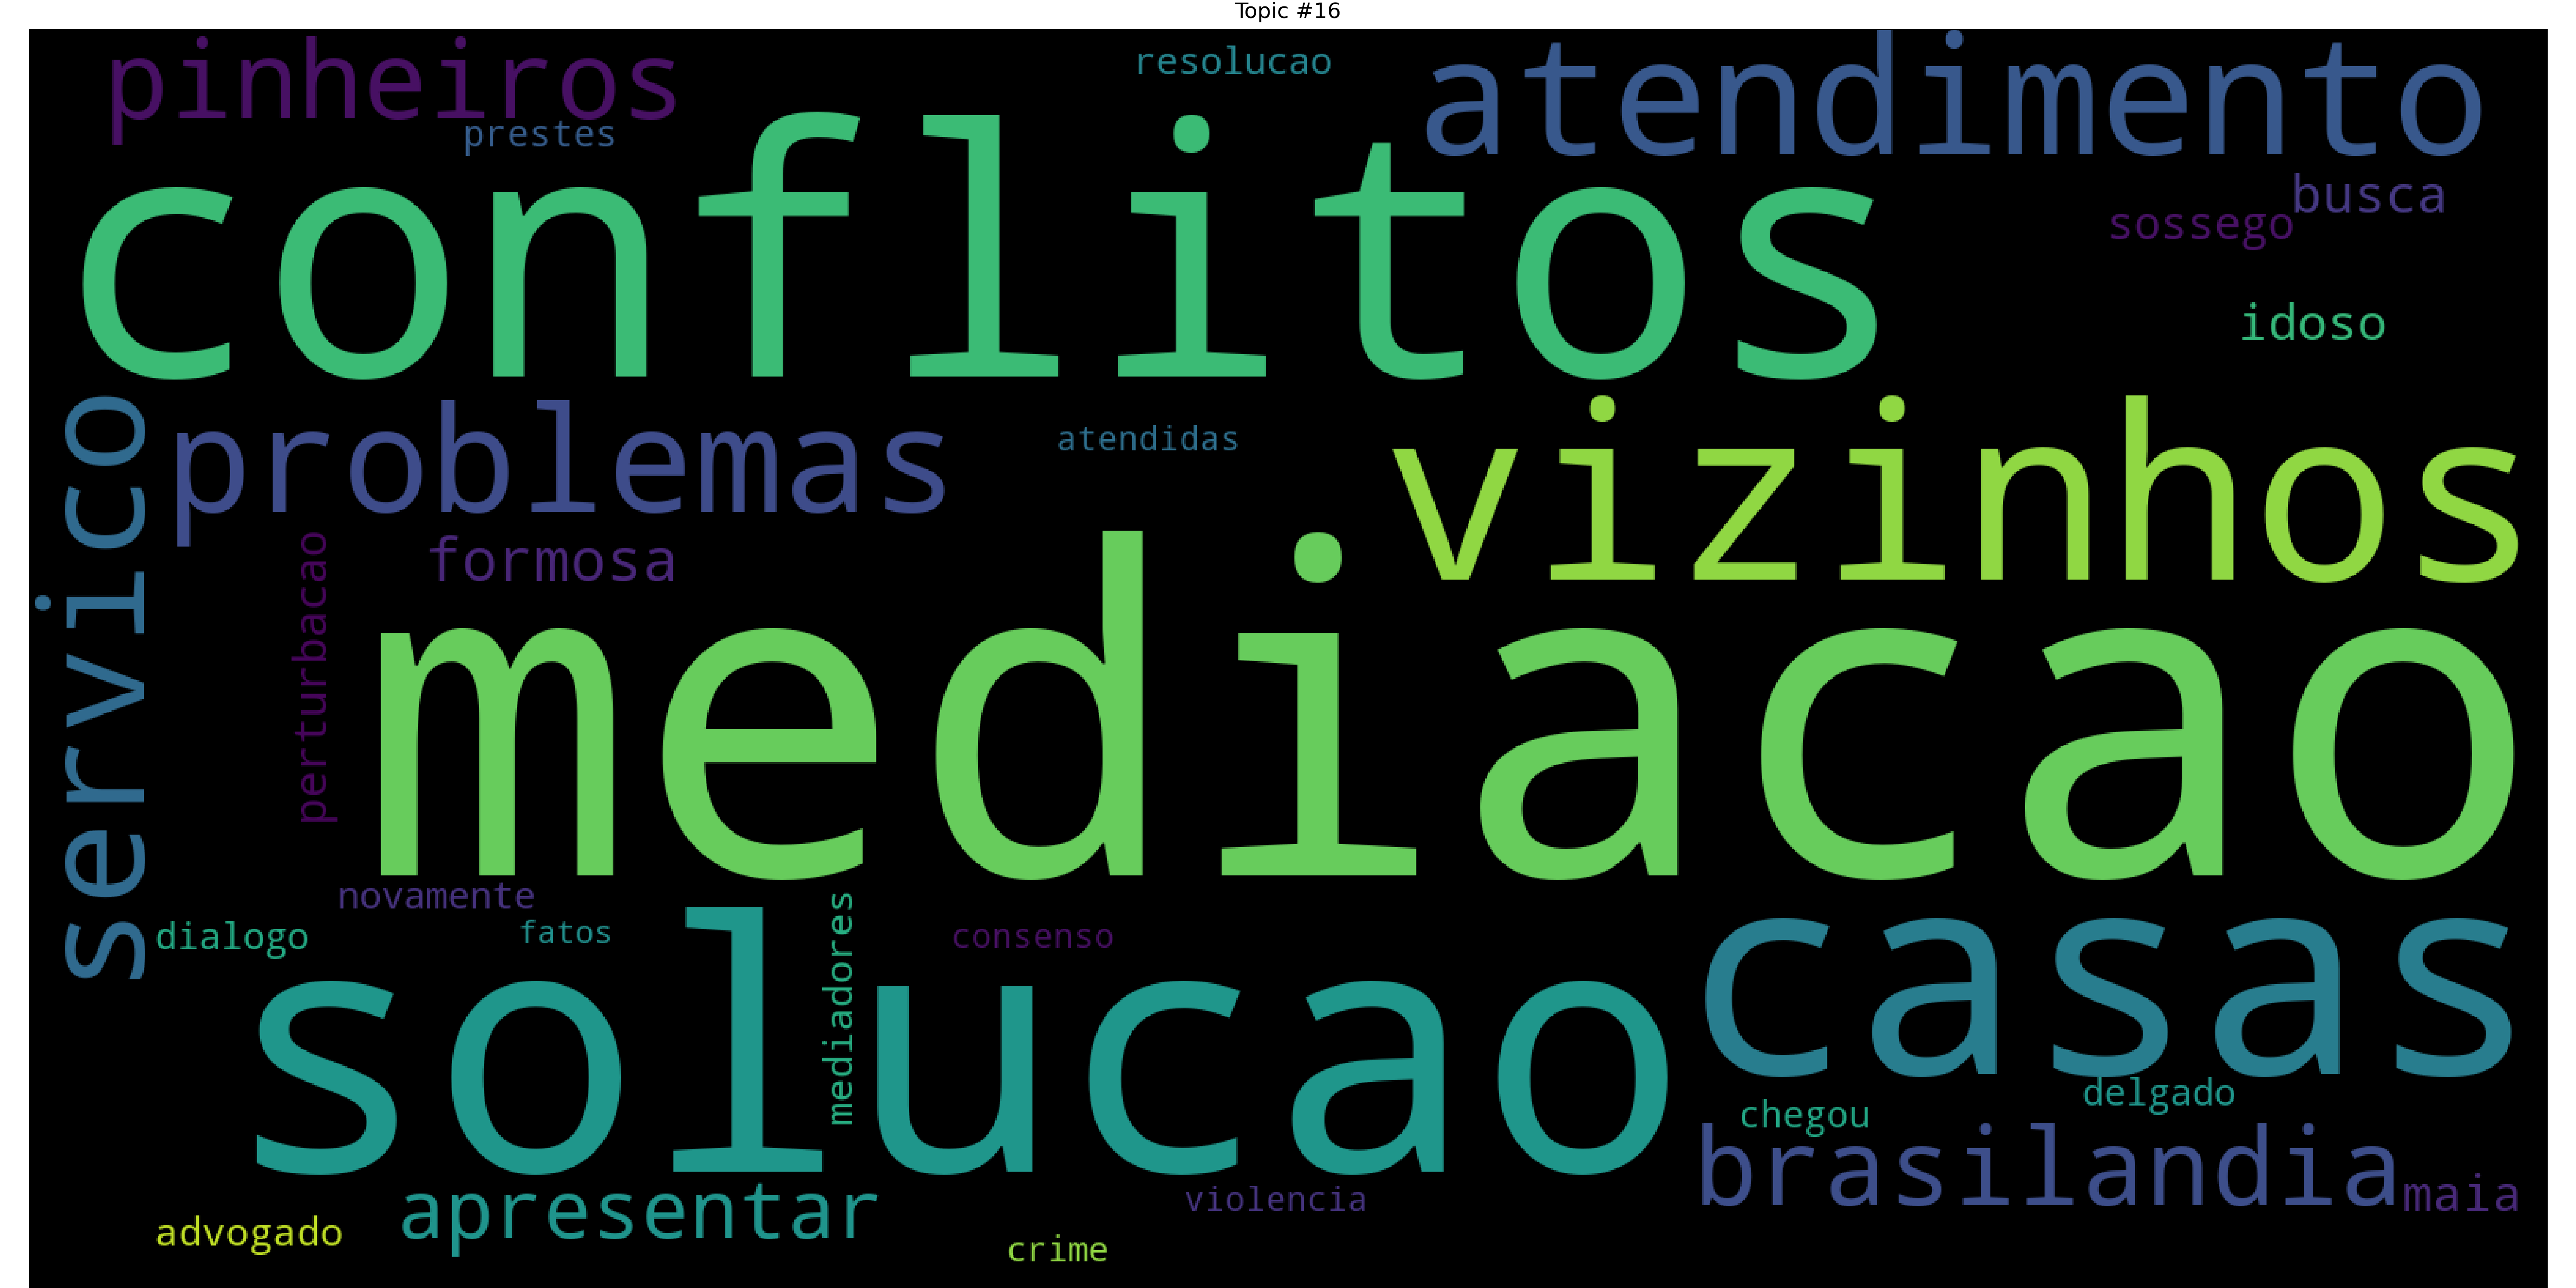 Topic #16
pinheiros
resolucao
atendimento
prestes
conflitos
busca
sossego
idoso
servico
problemas
atendidas
vizinhos
formosa
perturbacao
mediacao
novamente
dialogo
fatos
mediadores
consenso
casas
solucao
delgado
chegou
brasilandia
maia
apresentar
violencia
advogado
crime